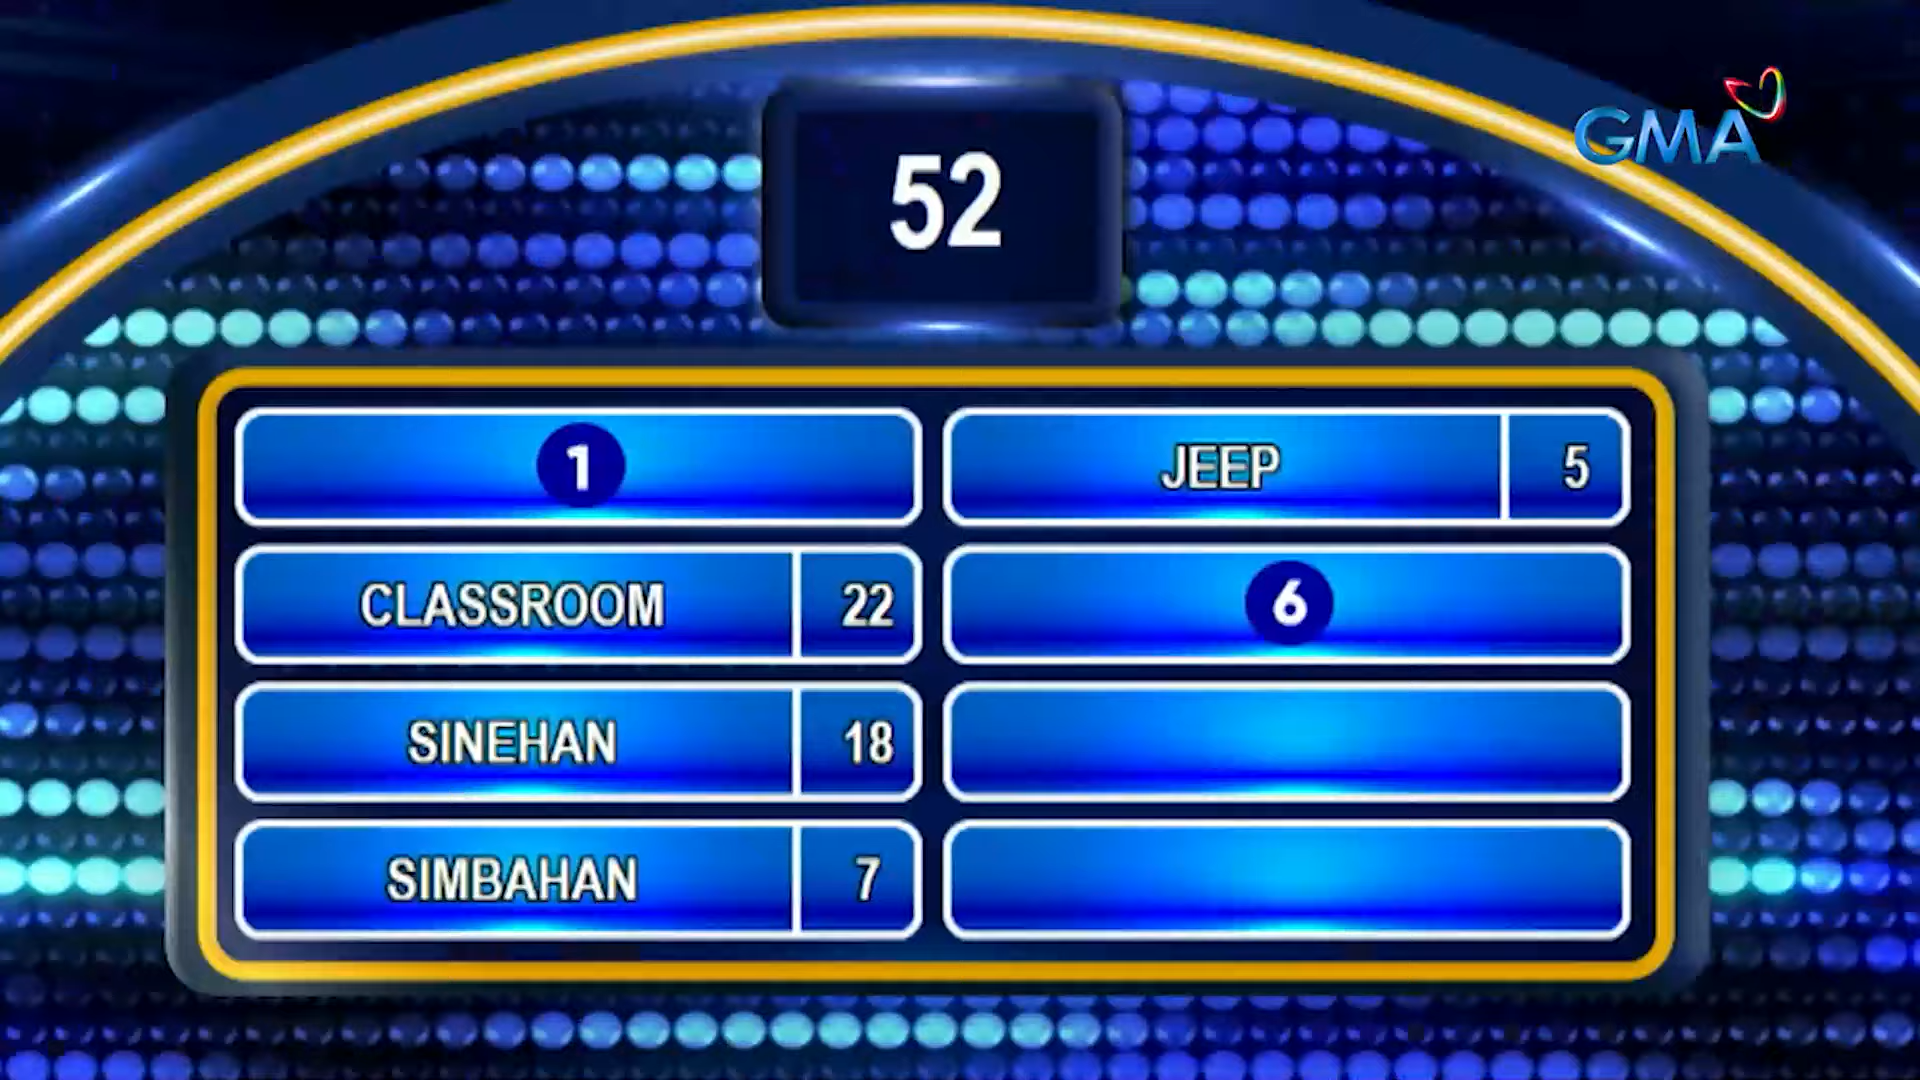 GMA
52
1
CLASSROOM 22
SINEHAN 18
SIMBAHAN 7
JEEP 5
6